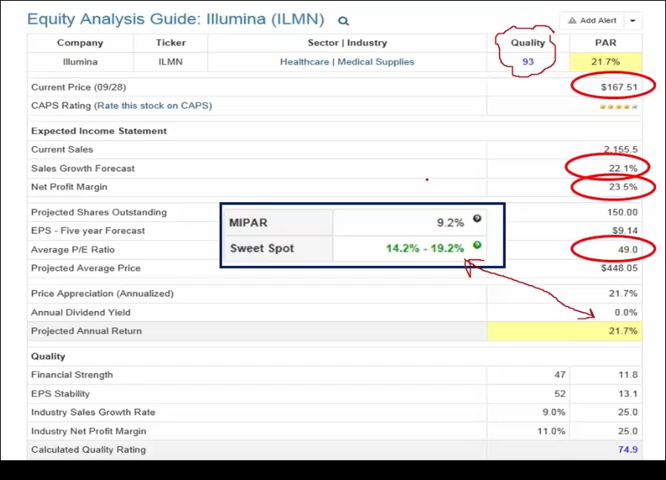 Equity Analysis Guide: Illumina (ILMN)
Add Alert
Company Ticker Sector | Industry Quality PAR
Illumina ILMN Healthcare | Medical Supplies 93 21.7%
Current Price (09/28) $167.51
CAPS Rating (Rate this stock on CAPS)
Expected Income Statement
Current Sales 2,155.5
Sales Growth Forecast 22.1%
Net Profit Margin 23.5%
Projected Shares Outstanding 150.00
EPS - Five year Forecast $9.14
Average P/E Ratio 49.0
Projected Average Price $448.05
MIPAR 9.2%
Sweet Spot 14.2% - 19.2%
Price Appreciation (Annualized) 21.7%
Annual Dividend Yield 0.0%
Projected Annual Return 21.7%
Quality
Financial Strength 47 11.8
EPS Stability 52 13.1
Industry Sales Growth Rate 9.0% 25.0
Industry Net Profit Margin 11.0% 25.0
Calculated Quality Rating 74.9